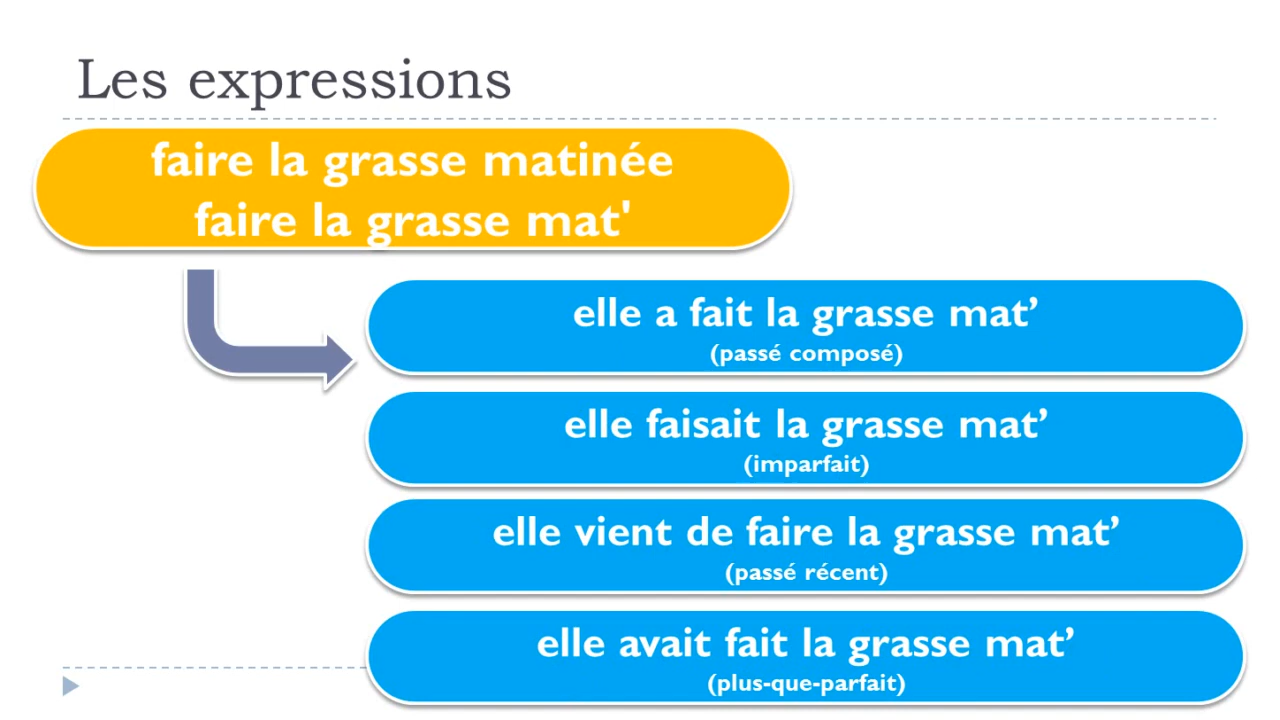 Les expressions
faire la grasse matinée
faire la grasse mat'
elle a fait la grasse mat’
(passé composé)
elle faisait la grasse mat’
(imparfait)
elle vient de faire la grasse mat’
(passé récent)
elle avait fait la grasse mat’
(plus-que-parfait)